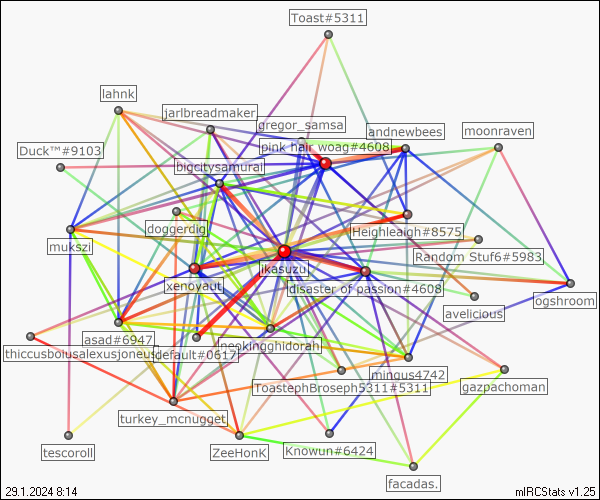 Toast#5311
lahnk
jarlbreadmaker
gregor_samsa
andnewbees
moonraven
pink hair woag#4608
Duck™#9103
bigcitysamurai
doggerdig
Heighleigh#8575
mukszi
Random Stuf6#5983
ikasuzu
xenoyaut
disaster of passion#4608
ogshroom
avelicious
asad#6947
neekingghidorah
thiccusboiusalexusjoneus
default#0617
mingus4742
ToastephBroseph5311#5311
gazpachoman
turkey_mcnugget
tescoroll
ZeeHonK
Knowun#6424
facadas.
29.1.2024 8:14
mIRCStats v1.25